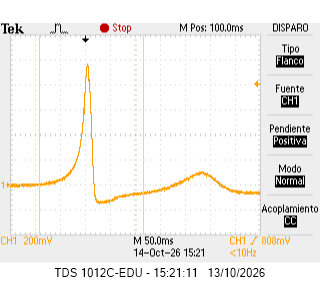 Tek Stop M Pos: 100.0ms DISPARO
Tipo
Flanco
Fuente
CH1
Pendiente
Positiva
Modo
Normal
Acoplamiento
CC
1
CH1 200mV M 50.0ms CH1 / 808mV
14-Oct-26 15:21 <10Hz
TDS 1012C-EDU - 15:21:11 13/10/2026